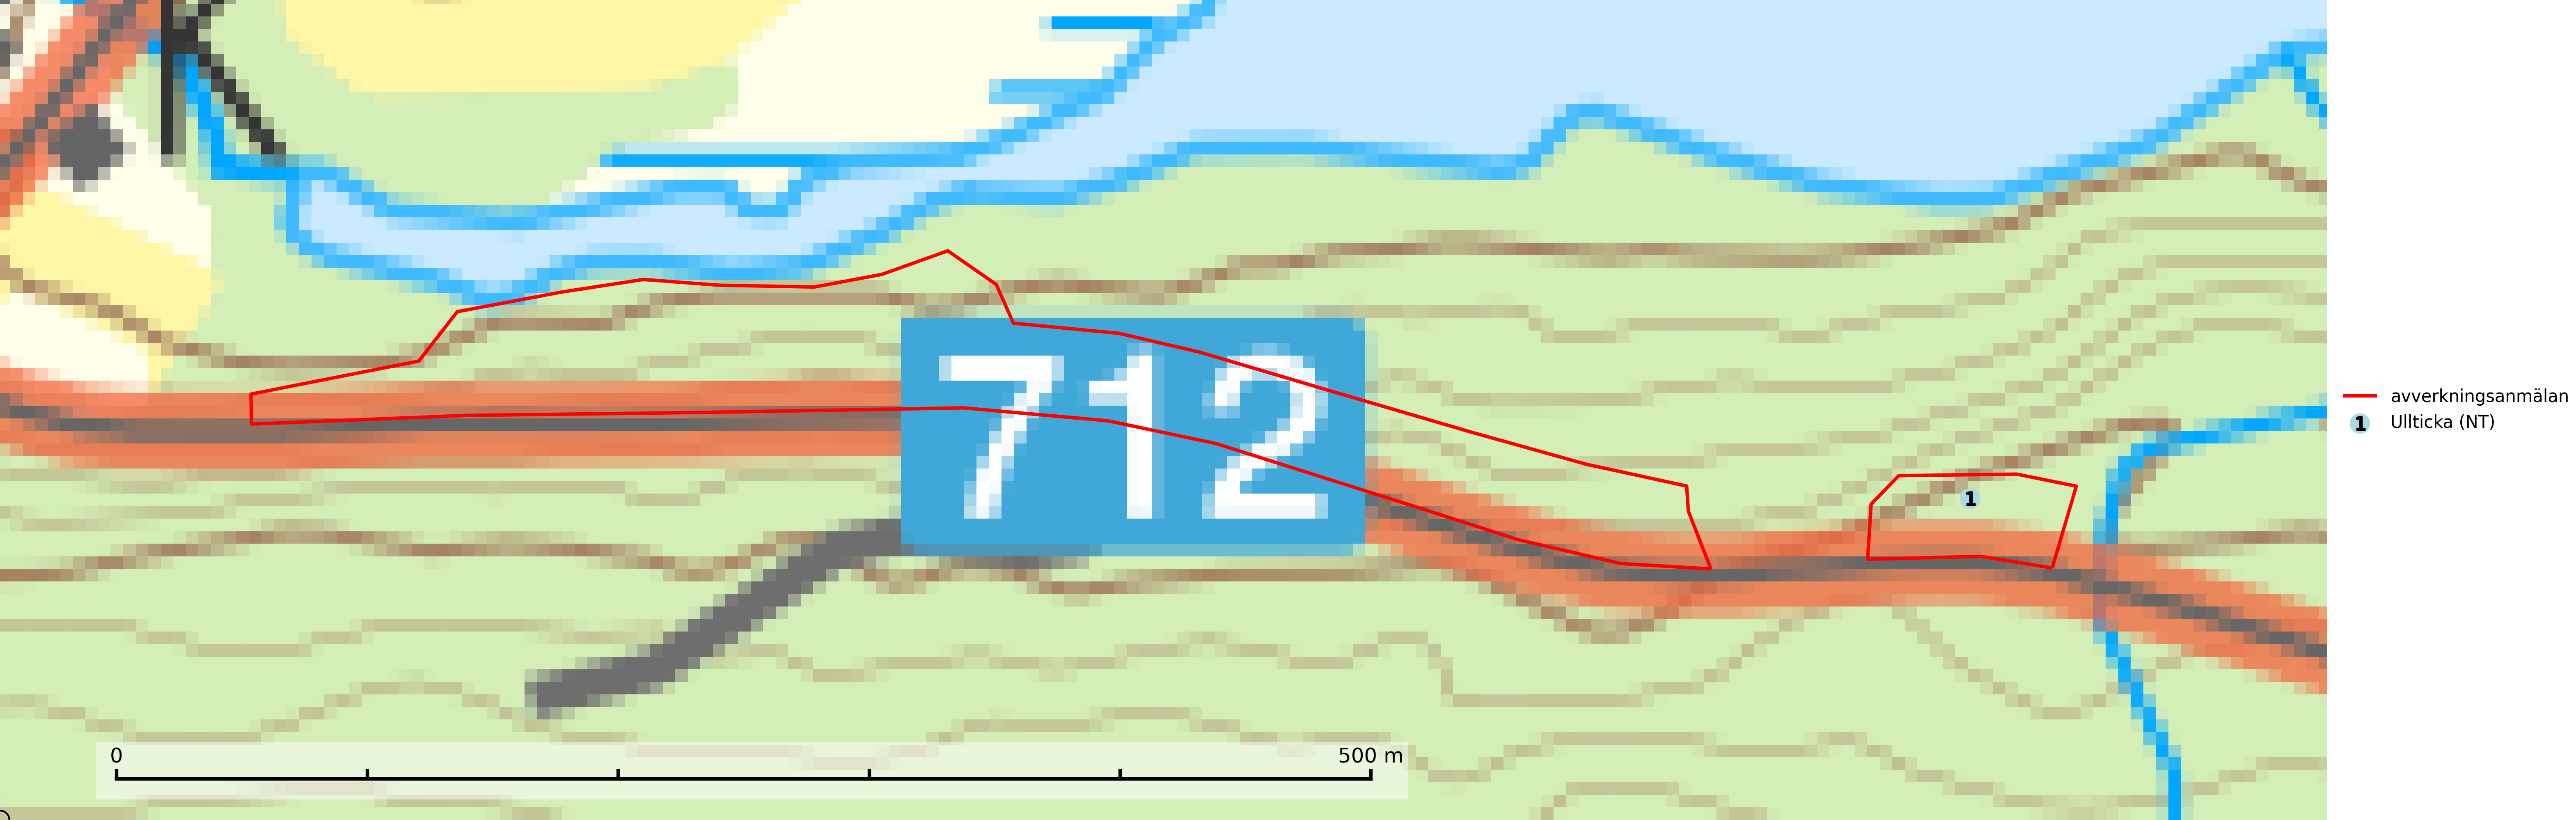 712
avverkningsanmälan
1 Ullticka (NT)
1
0 500 m